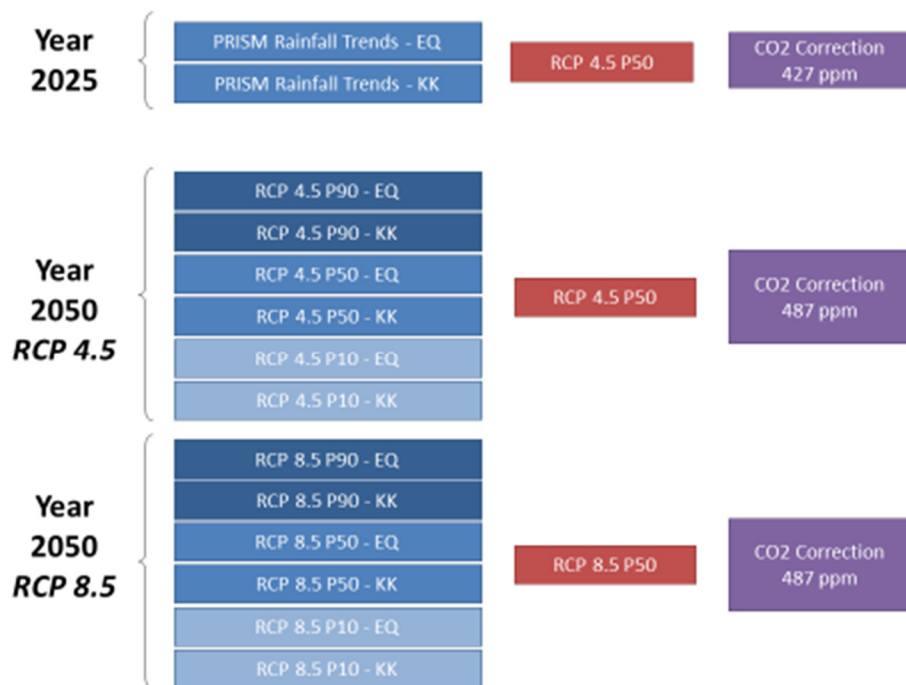 Year
2025
PRISM Rainfall Trends - EQ
PRISM Rainfall Trends - KK
RCP 4.5 P50
CO2 Correction
427 ppm
Year
2050
RCP 4.5
RCP 4.5 P90 - EQ
RCP 4.5 P90 - KK
RCP 4.5 P50 - EQ
RCP 4.5 P50 - KK
RCP 4.5 P10 - EQ
RCP 4.5 P10 - KK
RCP 4.5 P50
CO2 Correction
487 ppm
Year
2050
RCP 8.5
RCP 8.5 P90 - EQ
RCP 8.5 P90 - KK
RCP 8.5 P50 - EQ
RCP 8.5 P50 - KK
RCP 8.5 P10 - EQ
RCP 8.5 P10 - KK
RCP 8.5 P50
CO2 Correction
487 ppm